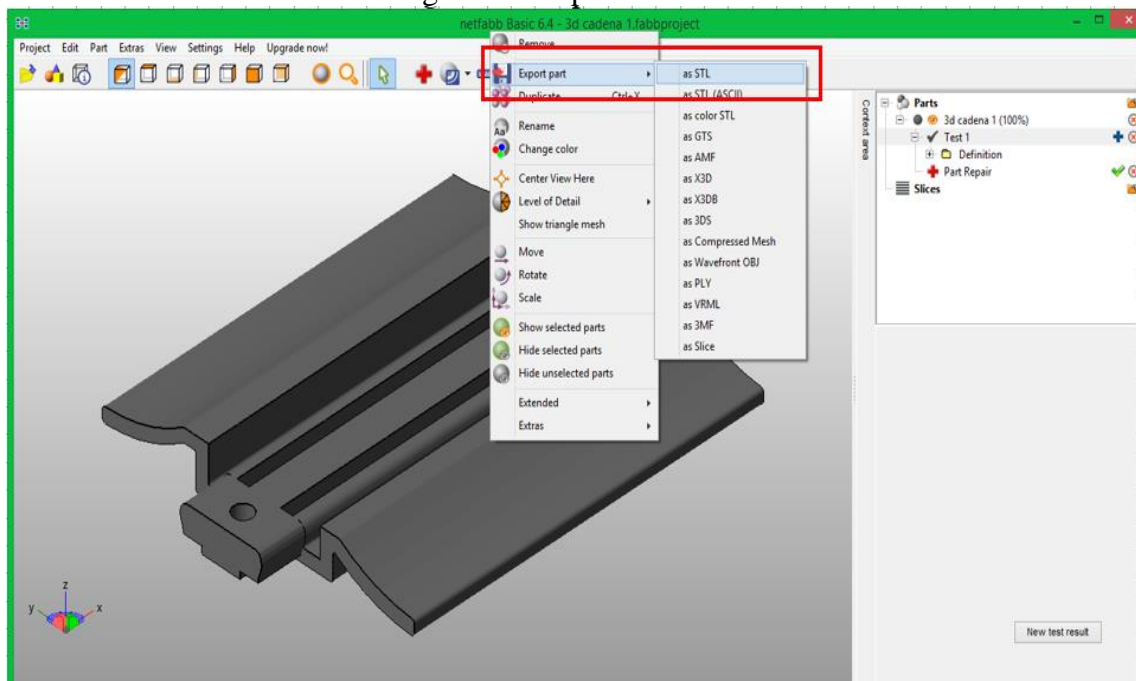 netfabb Basic 6.4 - 3d cadena 1.fabbproject
Project Edit Part Extras View Settings Help Upgrade now!
Remove
Export part
Duplicate Ctrl+X
Rename
Change color
Center View Here
Level of Detail
Show triangle mesh
Move
Rotate
Scale
Show selected parts
Hide selected parts
Hide unselected parts
Extended
Extras
as STL
as STL (ASCII)
as color STL
as GTS
as AMF
as X3D
as X3DB
as 3DS
as Compressed Mesh
as Wavefront OBJ
as PLY
as VRML
as 3MF
as Slice
Context area
Parts
3d cadena 1 (100%)
Test 1
Definition
Part Repair
Slices
z
y
x
New test result